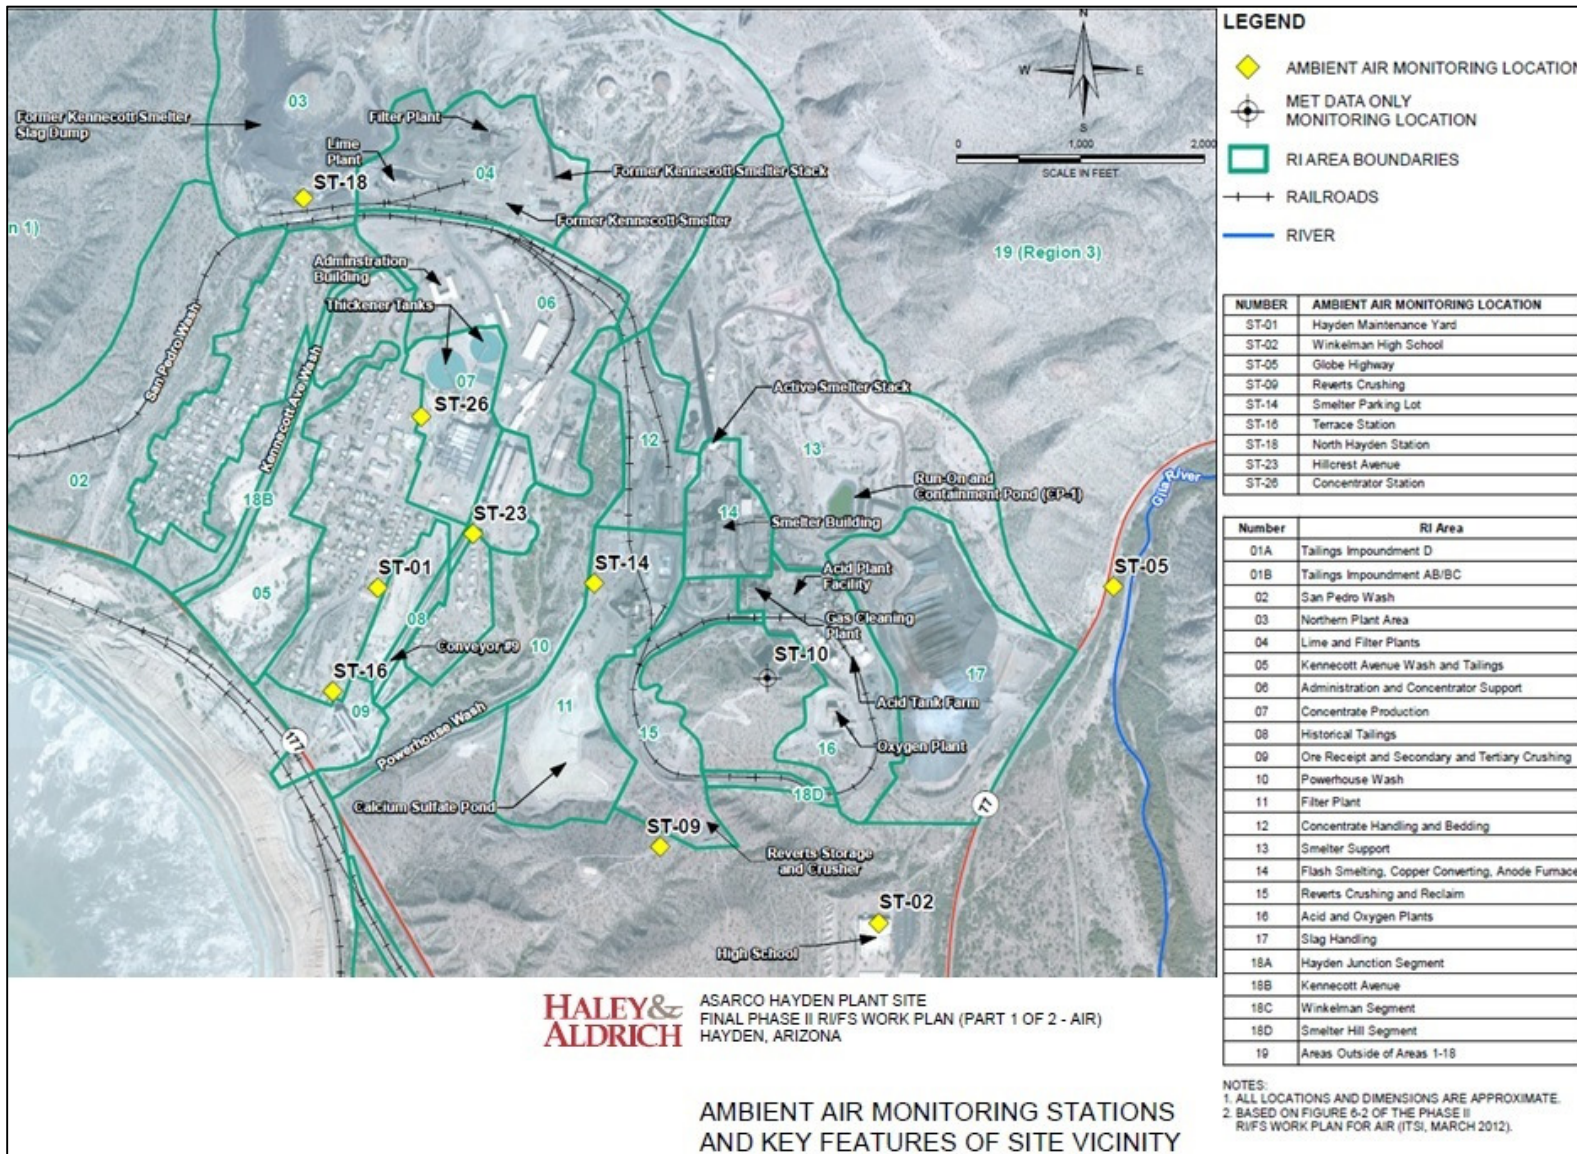 LEGEND
AMBIENT AIR MONITORING LOCATION
MET DATA ONLY
MONITORING LOCATION
RI AREA BOUNDARIES
RAILROADS
RIVER
N
W
E
S
0
1,000
2,000
SCALE IN FEET
03
Former Kennecott Smelter
Slag Dump
Filter Plant
Lime
Plant
04
ST-18
Former Kennecott Smelter Stack
Former Kennecott Smelter
n 1)
19 (Region 3)
Adminstration
Building
06
Thickener Tanks
San Pedro Wash
Kennecott Ave Wash
07
Active Smelter Stack
ST-26
12
13
02
18B
Run-On and
Containment Pond (CP-1)
Gila River
14
Smelter Building
ST-23
ST-01
ST-14
Acid Plant
Facility
ST-05
05
08
Gas Cleaning
Plant
Conveyor #9
10
ST-10
ST-16
17
09
11
Acid Tank Farm
Powerhouse Wash
15
16
Oxygen Plant
177
18D
Calcium Sulfate Pond
77
ST-09
Reverts Storage
and Crusher
ST-02
High School
NUMBER AMBIENT AIR MONITORING LOCATION
ST-01 Hayden Maintenance Yard
ST-02 Winkelman High School
ST-05 Globe Highway
ST-09 Reverts Crushing
ST-14 Smelter Parking Lot
ST-16 Terrace Station
ST-18 North Hayden Station
ST-23 Hillcrest Avenue
ST-26 Concentrator Station
Number RI Area
01A Tailings Impoundment D
01B Tailings Impoundment AB/BC
02 San Pedro Wash
03 Northern Plant Area
04 Lime and Filter Plants
05 Kennecott Avenue Wash and Tailings
06 Administration and Concentrator Support
07 Concentrate Production
08 Historical Tailings
09 Ore Receipt and Secondary and Tertiary Crushing
10 Powerhouse Wash
11 Filter Plant
12 Concentrate Handling and Bedding
13 Smelter Support
14 Flash Smelting, Copper Converting, Anode Furnace
15 Reverts Crushing and Reclaim
16 Acid and Oxygen Plants
17 Slag Handling
18A Hayden Junction Segment
18B Kennecott Avenue
18C Winkelman Segment
18D Smelter Hill Segment
19 Areas Outside of Areas 1-18
NOTES:
1. ALL LOCATIONS AND DIMENSIONS ARE APPROXIMATE.
2. BASED ON FIGURE 6-2 OF THE PHASE II
RI/FS WORK PLAN FOR AIR (ITSI, MARCH 2012).
HALEY &
ALDRICH
ASARCO HAYDEN PLANT SITE
FINAL PHASE II RI/FS WORK PLAN (PART 1 OF 2 - AIR)
HAYDEN, ARIZONA
AMBIENT AIR MONITORING STATIONS
AND KEY FEATURES OF SITE VICINITY